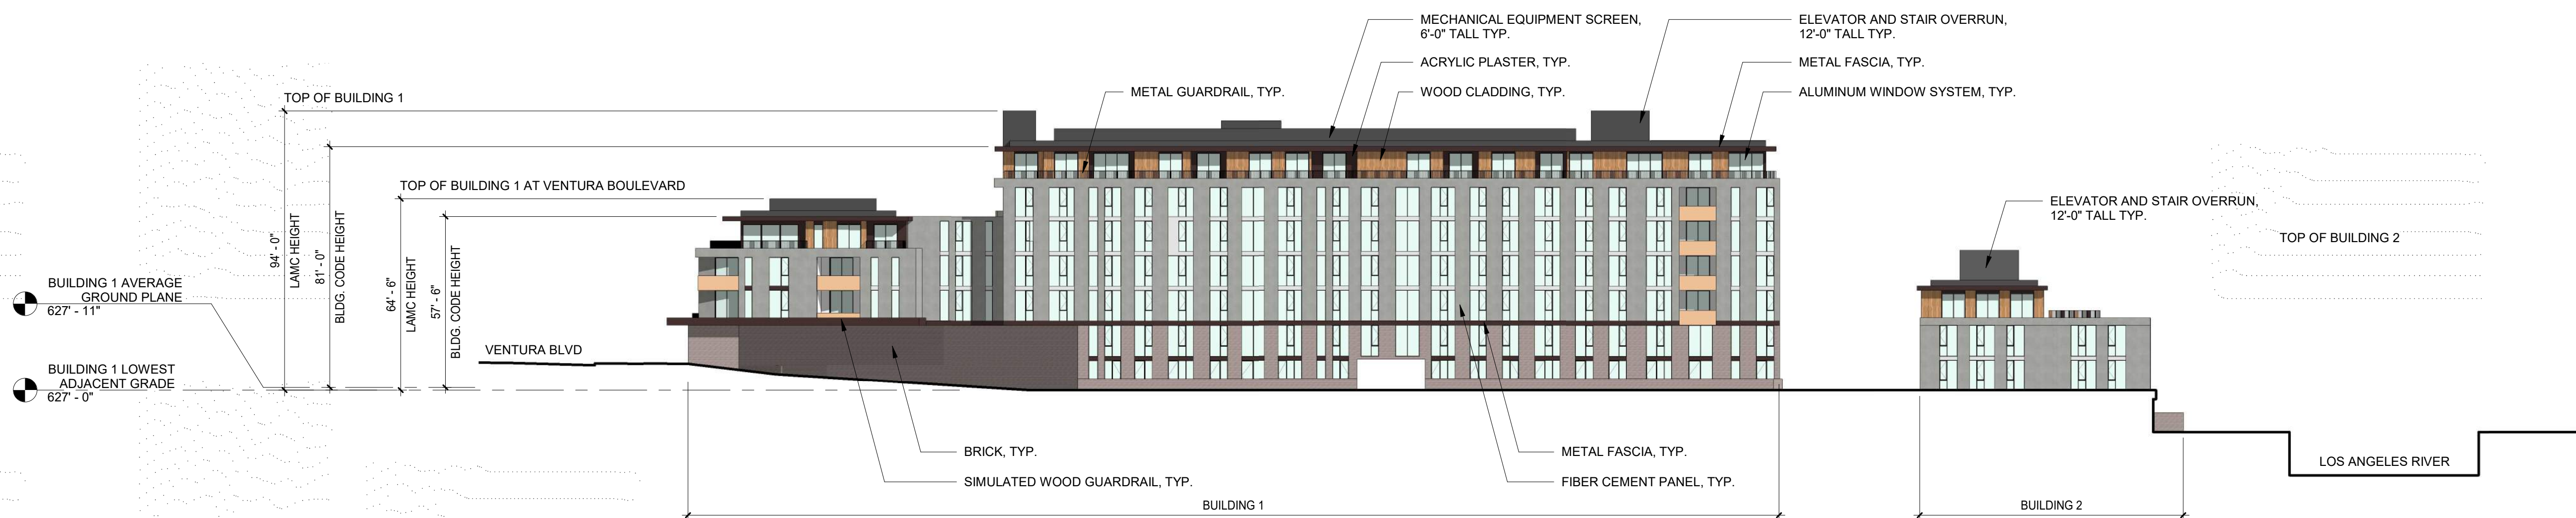 MECHANICAL EQUIPMENT SCREEN,
6'-0" TALL TYP.
ELEVATOR AND STAIR OVERRUN,
12'-0" TALL TYP.
ACRYLIC PLASTER, TYP.
METAL FASCIA, TYP.
METAL GUARDRAIL, TYP.
WOOD CLADDING, TYP.
ALUMINUM WINDOW SYSTEM, TYP.
TOP OF BUILDING 1
TOP OF BUILDING 1 AT VENTURA BOULEVARD
ELEVATOR AND STAIR OVERRUN,
12'-0" TALL TYP.
TOP OF BUILDING 2
94' - 0"
LAMC HEIGHT
81' - 0"
BLDG. CODE HEIGHT
64' - 6"
LAMC HEIGHT
57' - 6"
BLDG. CODE HEIGHT
BUILDING 1 AVERAGE
GROUND PLANE
627' - 11"
VENTURA BLVD
BUILDING 1 LOWEST
ADJACENT GRADE
627' - 0"
BRICK, TYP.
METAL FASCIA, TYP.
LOS ANGELES RIVER
SIMULATED WOOD GUARDRAIL, TYP.
FIBER CEMENT PANEL, TYP.
BUILDING 1
BUILDING 2